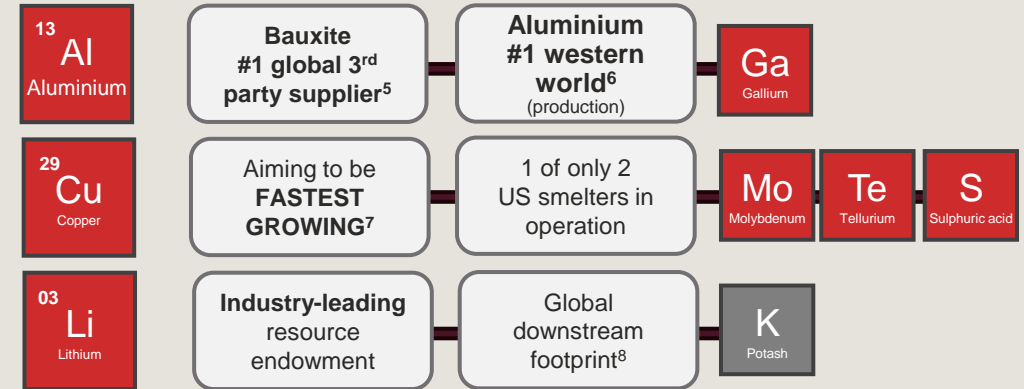 13
Al
Aluminium
Bauxite
#1 global 3rd
party supplier5
Aluminium
#1 western
world6
(production)
Ga
Gallium
29
Cu
Copper
Aiming to be
FASTEST
GROWING7
1 of only 2
US smelters in
operation
Mo
Molybdenum
Te
Tellurium
S
Sulphuric acid
03
Li
Lithium
Industry-leading
resource
endowment
Global
downstream
footprint8
K
Potash